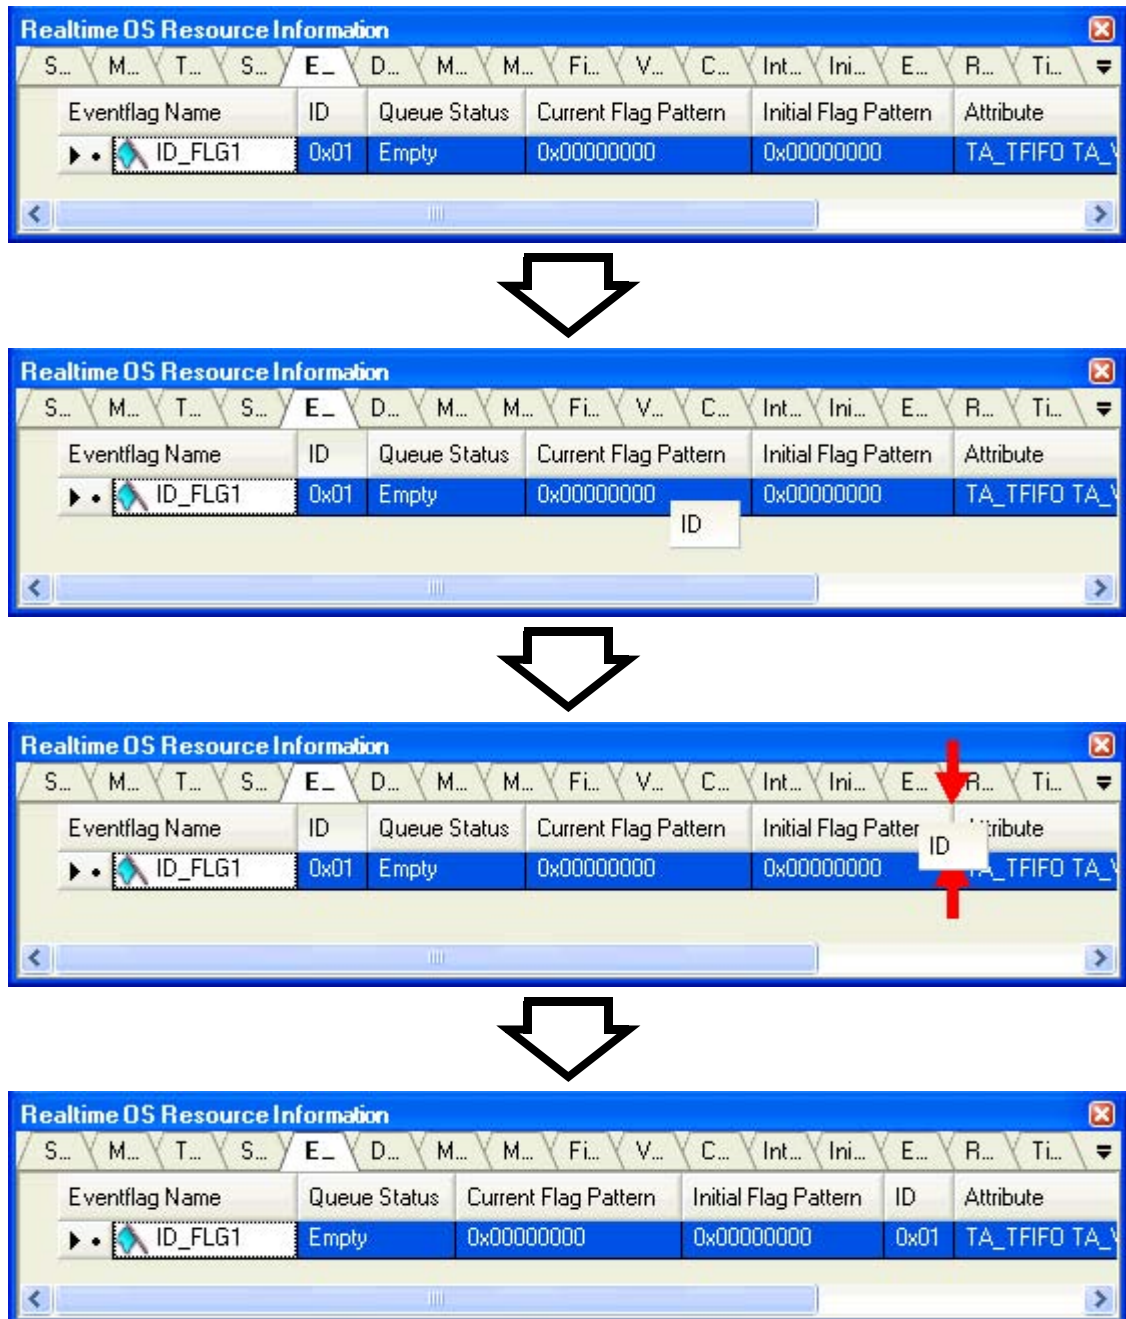 Realtime OS Resource Information
S... M... T... S... E... D... M... M... Fi... V... C... Int... Ini... E... R... Ti...
Eventflag Name ID Queue Status Current Flag Pattern Initial Flag Pattern Attribute
ID_FLG1 0x01 Empty 0x00000000 0x00000000 TA_TFIFO TA_
Realtime OS Resource Information
S... M... T... S... E... D... M... M... Fi... V... C... Int... Ini... E... R... Ti...
Eventflag Name ID Queue Status Current Flag Pattern Initial Flag Pattern Attribute
ID_FLG1 0x01 Empty 0x00000000 0x00000000 TA_TFIFO TA_
ID
Realtime OS Resource Information
S... M... T... S... E... D... M... M... Fi... V... C... Int... Ini... E... R... Ti...
Eventflag Name ID Queue Status Current Flag Pattern Initial Flag Patter ribute
ID
ID_FLG1 0x01 Empty 0x00000000 0x00000000 TA_TFIFO TA_
Realtime OS Resource Information
S... M... T... S... E... D... M... M... Fi... V... C... Int... Ini... E... R... Ti...
Eventflag Name Queue Status Current Flag Pattern Initial Flag Pattern ID Attribute
ID_FLG1 Empty 0x00000000 0x00000000 0x01 TA_TFIFO TA_